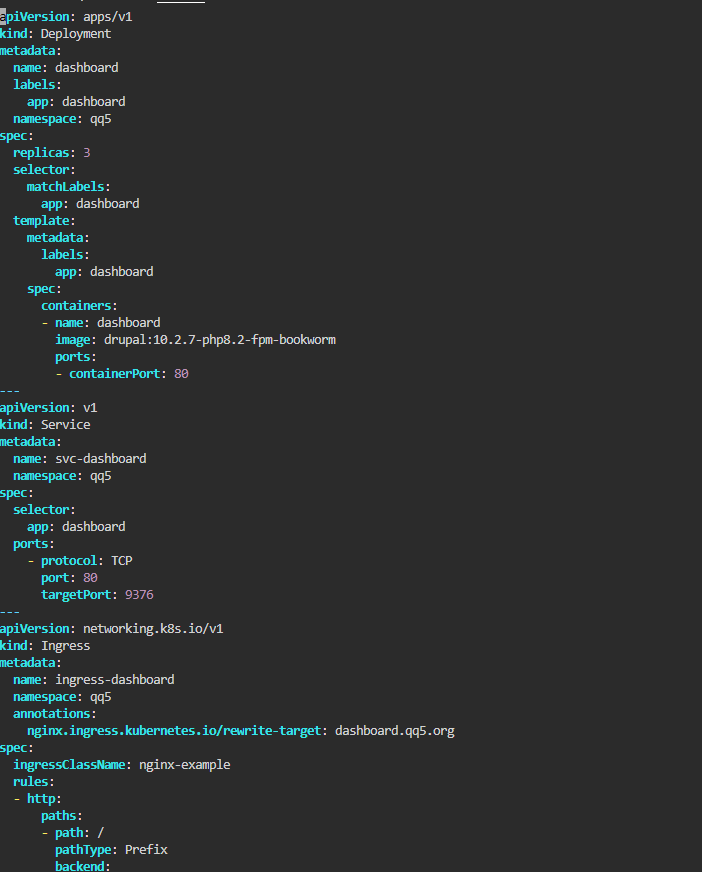 apiVersion: apps/v1
kind: Deployment
metadata:
  name: dashboard
  labels:
    app: dashboard
  namespace: qq5
spec:
  replicas: 3
  selector:
    matchLabels:
      app: dashboard
  template:
    metadata:
      labels:
        app: dashboard
    spec:
      containers:
      - name: dashboard
        image: drupal:10.2.7-php8.2-fpm-bookworm
        ports:
        - containerPort: 80
---
apiVersion: v1
kind: Service
metadata:
  name: svc-dashboard
  namespace: qq5
spec:
  selector:
    app: dashboard
  ports:
    - protocol: TCP
      port: 80
      targetPort: 9376
---
apiVersion: networking.k8s.io/v1
kind: Ingress
metadata:
  name: ingress-dashboard
  namespace: qq5
  annotations:
    nginx.ingress.kubernetes.io/rewrite-target: dashboard.qq5.org
spec:
  ingressClassName: nginx-example
  rules:
  - http:
      paths:
      - path: /
        pathType: Prefix
        backend: